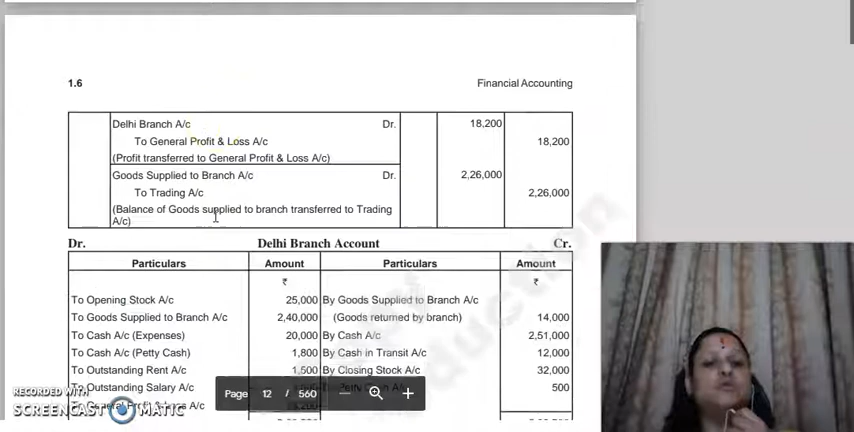 1.6 Financial Accounting
Delhi Branch A/c Dr. 18,200
To General Profit & Loss A/c 18,200
(Profit transferred to General Profit & Loss A/c)
Goods Supplied to Branch A/c Dr. 2,26,000
To Trading A/c 2,26,000
(Balance of Goods supplied to branch transferred to Trading
A/c)
Dr. Delhi Branch Account Cr.
Particulars Amount Particulars Amount
₹ ₹
To Opening Stock A/c 25,000 By Goods Supplied to Branch A/c
To Goods Supplied to Branch A/c 2,40,000 (Goods returned by branch) 14,000
To Cash A/c (Expenses) 20,000 By Cash A/c 2,51,000
To Cash A/c (Petty Cash) 1,800 By Cash in Transit A/c 12,000
To Outstanding Rent A/c 1,500 By Closing Stock A/c 32,000
To Outstanding Salary A/c 500
A/c
Page 12 / 560
RECORDED WITH
SCREENCAST MATIC